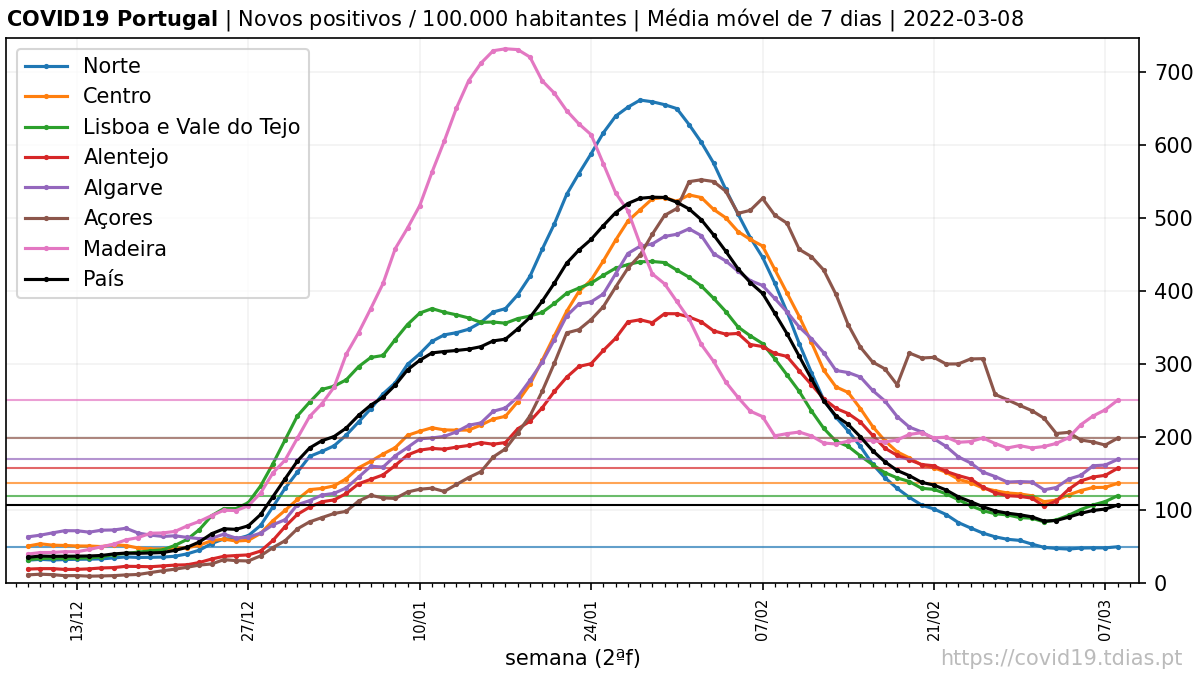 COVID19 Portugal | Novos positivos / 100.000 habitantes | Média móvel de 7 dias | 2022-03-08
Norte
Centro
Lisboa e Vale do Tejo
Alentejo
Algarve
Açores
Madeira
País
700
600
500
400
300
200
100
0
13/12
27/12
10/01
24/01
07/02
21/02
07/03
semana (2ªf)
https://covid19.tdias.pt